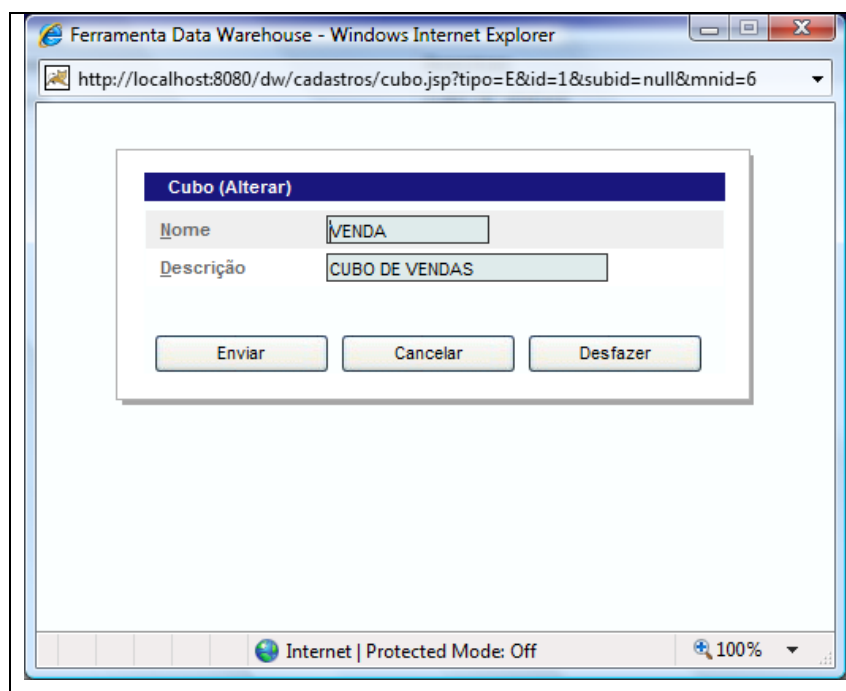 Ferramenta Data Warehouse - Windows Internet Explorer
http://localhost:8080/dw/cadastros/cubo.jsp?tipo=E&id=1&subid=null&mnid=6
Cubo (Alterar)
Nome VENDA
Descrição CUBO DE VENDAS
Enviar Cancelar Desfazer
Internet | Protected Mode: Off 100%